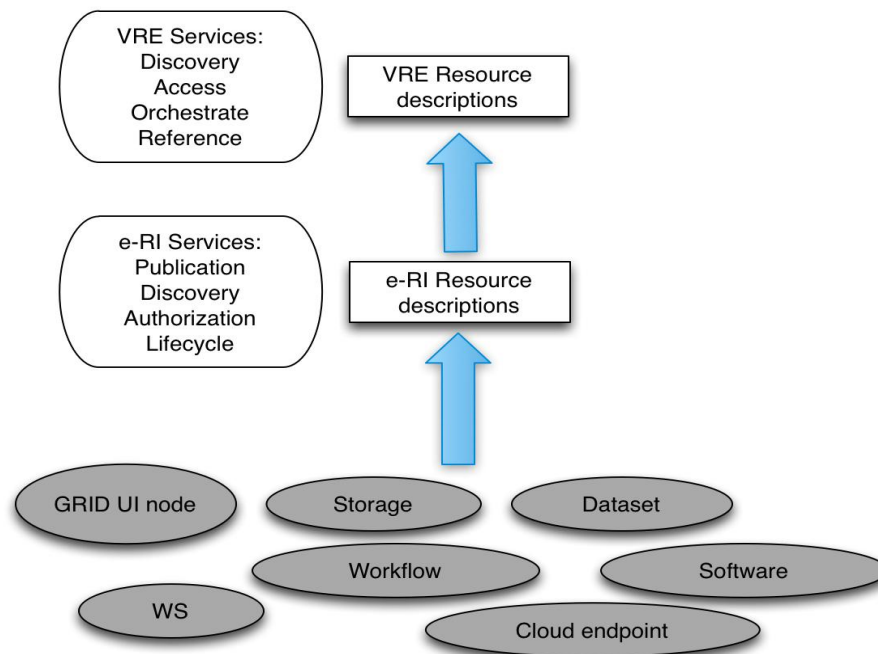 VRE Services:
Discovery
Access
Orchestrate
Reference
VRE Resource
descriptions
e-RI Services:
Publication
Discovery
Authorization
Lifecycle
e-RI Resource
descriptions
GRID UI node
Storage
Dataset
Workflow
Software
WS
Cloud endpoint